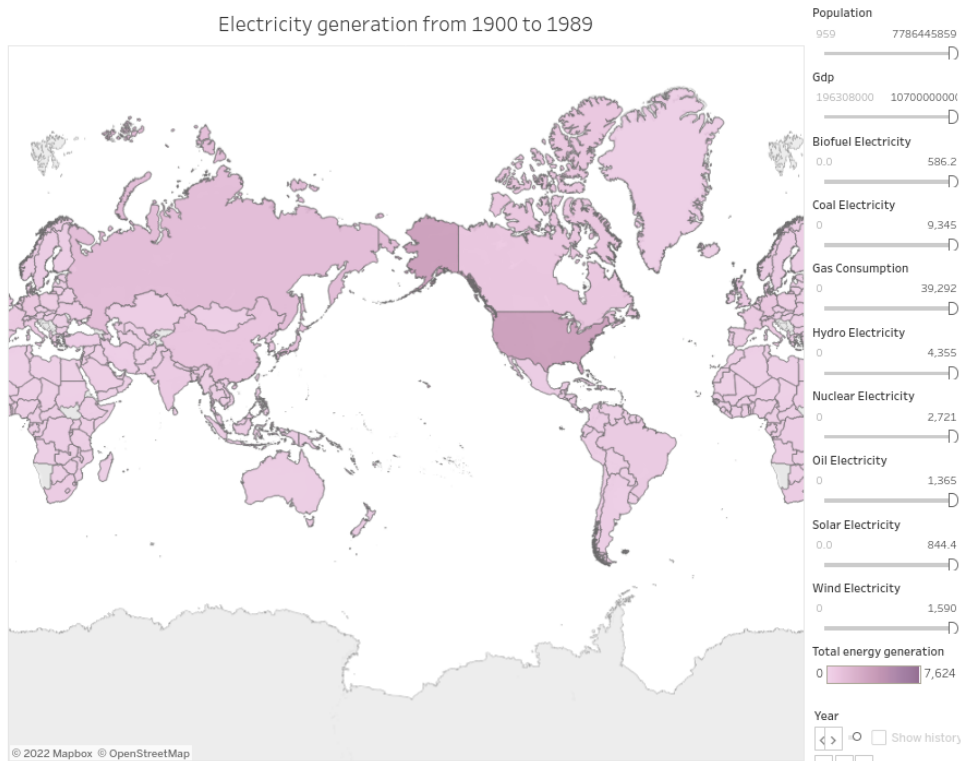 Electricity generation from 1900 to 1989
Population
959 7786445859
Gdp
196308000 1070000000
Biofuel Electricity
0.0 586.2
Coal Electricity
0 9,345
Gas Consumption
0 39,292
Hydro Electricity
0 4,355
Nuclear Electricity
0 2,721
Oil Electricity
0 1,365
Solar Electricity
0.0 844.4
Wind Electricity
0 1,590
Total energy generation
0 7,624
Year
< > Show history
© 2022 Mapbox © OpenStreetMap